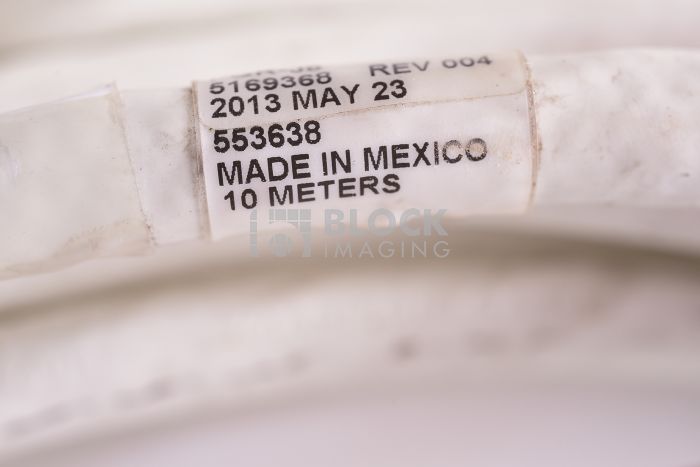 5169368 REV 004
2013 MAY 23
553638
MADE IN MEXICO
10 METERS
BLOCK
IMAGING